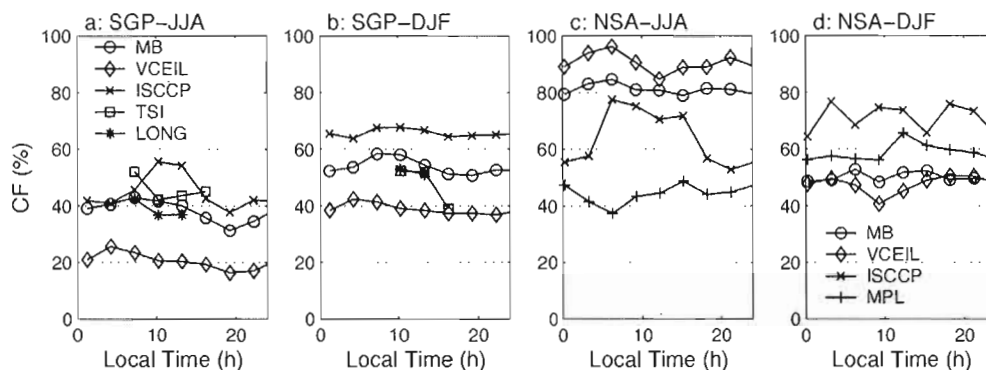 a: SGP-JJA
b: SGP-DJF
c: NSA-JJA
d: NSA-DJF
CF (%)
100
80
60
40
20
0
MB
VCEIL
ISCCP
TSI
LONG
0
10
20
Local Time (h)
100
80
60
40
20
0
0
10
20
Local Time (h)
100
80
60
40
20
0
0
10
20
Local Time (h)
100
80
60
40
20
0
MB
VCEIL
ISCCP
MPL
0
10
20
Local Time (h)